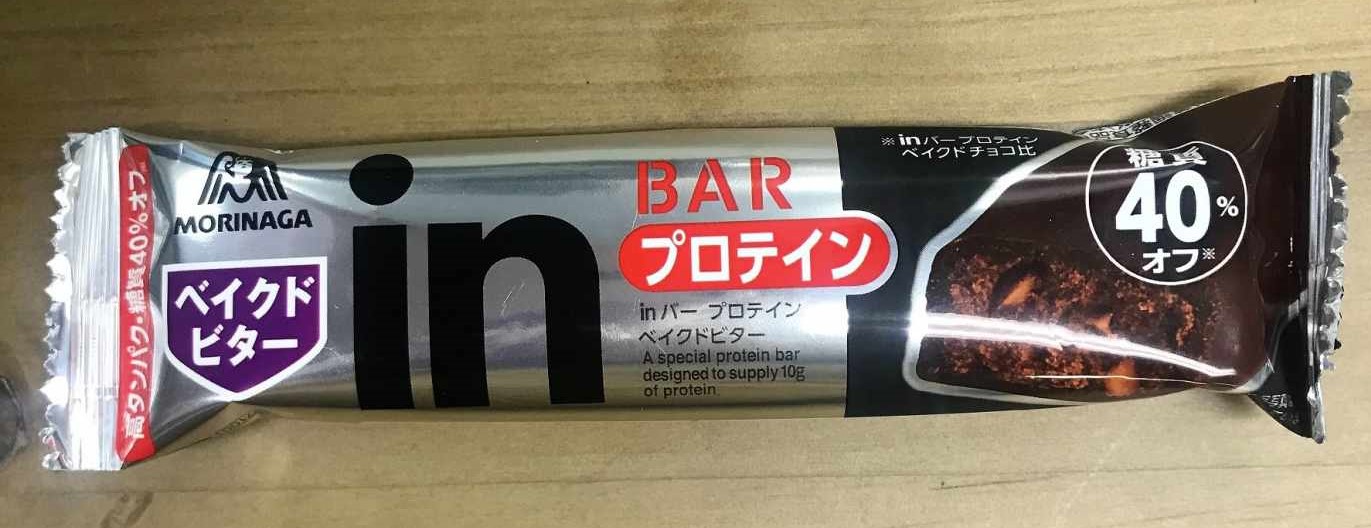 高タンパク・糖質40%オフ※
MORINAGA
ベイクド
ビター
in
BAR
プロテイン
inバー プロテイン
ベイクドビター
A special protein bar
designed to supply 10g
of protein.
※inバー プロテイン
ベイクドチョコ比
糖質
40%
オフ※